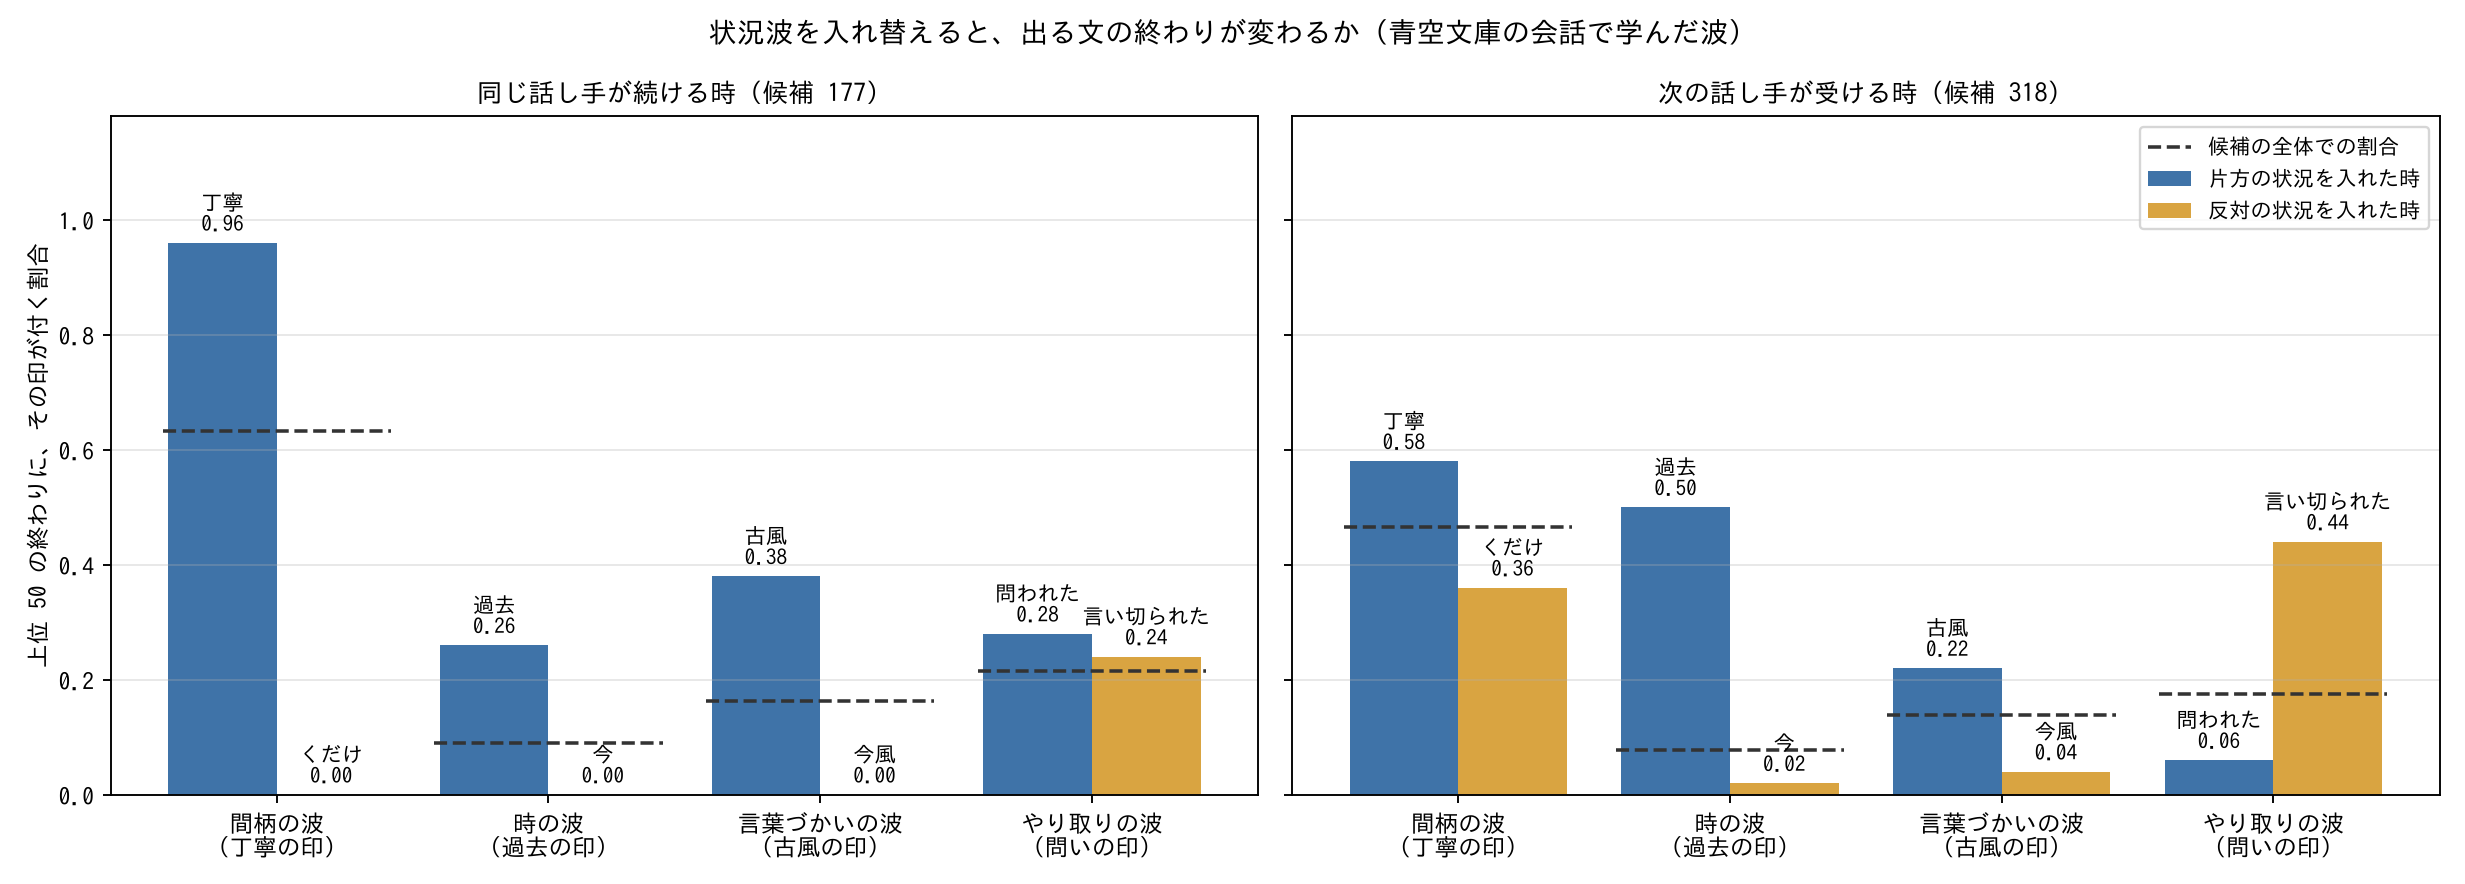 状況波を入れ替えると、出る文の終わりが変わるか（青空文庫の会話で学んだ波）
同じ話し手が続ける時（候補 177）
上位 50 の終わりに、その印が付く割合
1.0
0.8
0.6
0.4
0.2
0.0
丁寧
0.96
くだけ
0.00
過去
0.26
今
0.00
古風
0.38
今風
0.00
問われた
0.28
言い切られた
0.24
間柄の波
（丁寧の印）
時の波
（過去の印）
言葉づかいの波
（古風の印）
やり取りの波
（問いの印）
次の話し手が受ける時（候補 318）
候補の全体での割合
片方の状況を入れた時
反対の状況を入れた時
丁寧
0.58
くだけ
0.36
過去
0.50
今
0.02
古風
0.22
今風
0.04
問われた
0.06
言い切られた
0.44
間柄の波
（丁寧の印）
時の波
（過去の印）
言葉づかいの波
（古風の印）
やり取りの波
（問いの印）